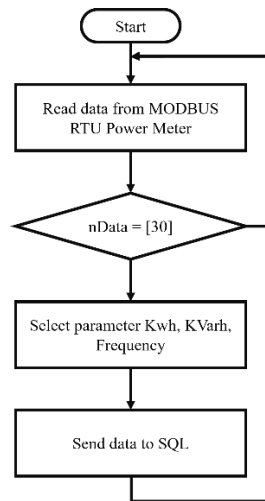 Start
Read data from MODBUS
RTU Power Meter
nData = [30]
Select parameter Kwh, KVarh,
Frequency
Send data to SQL